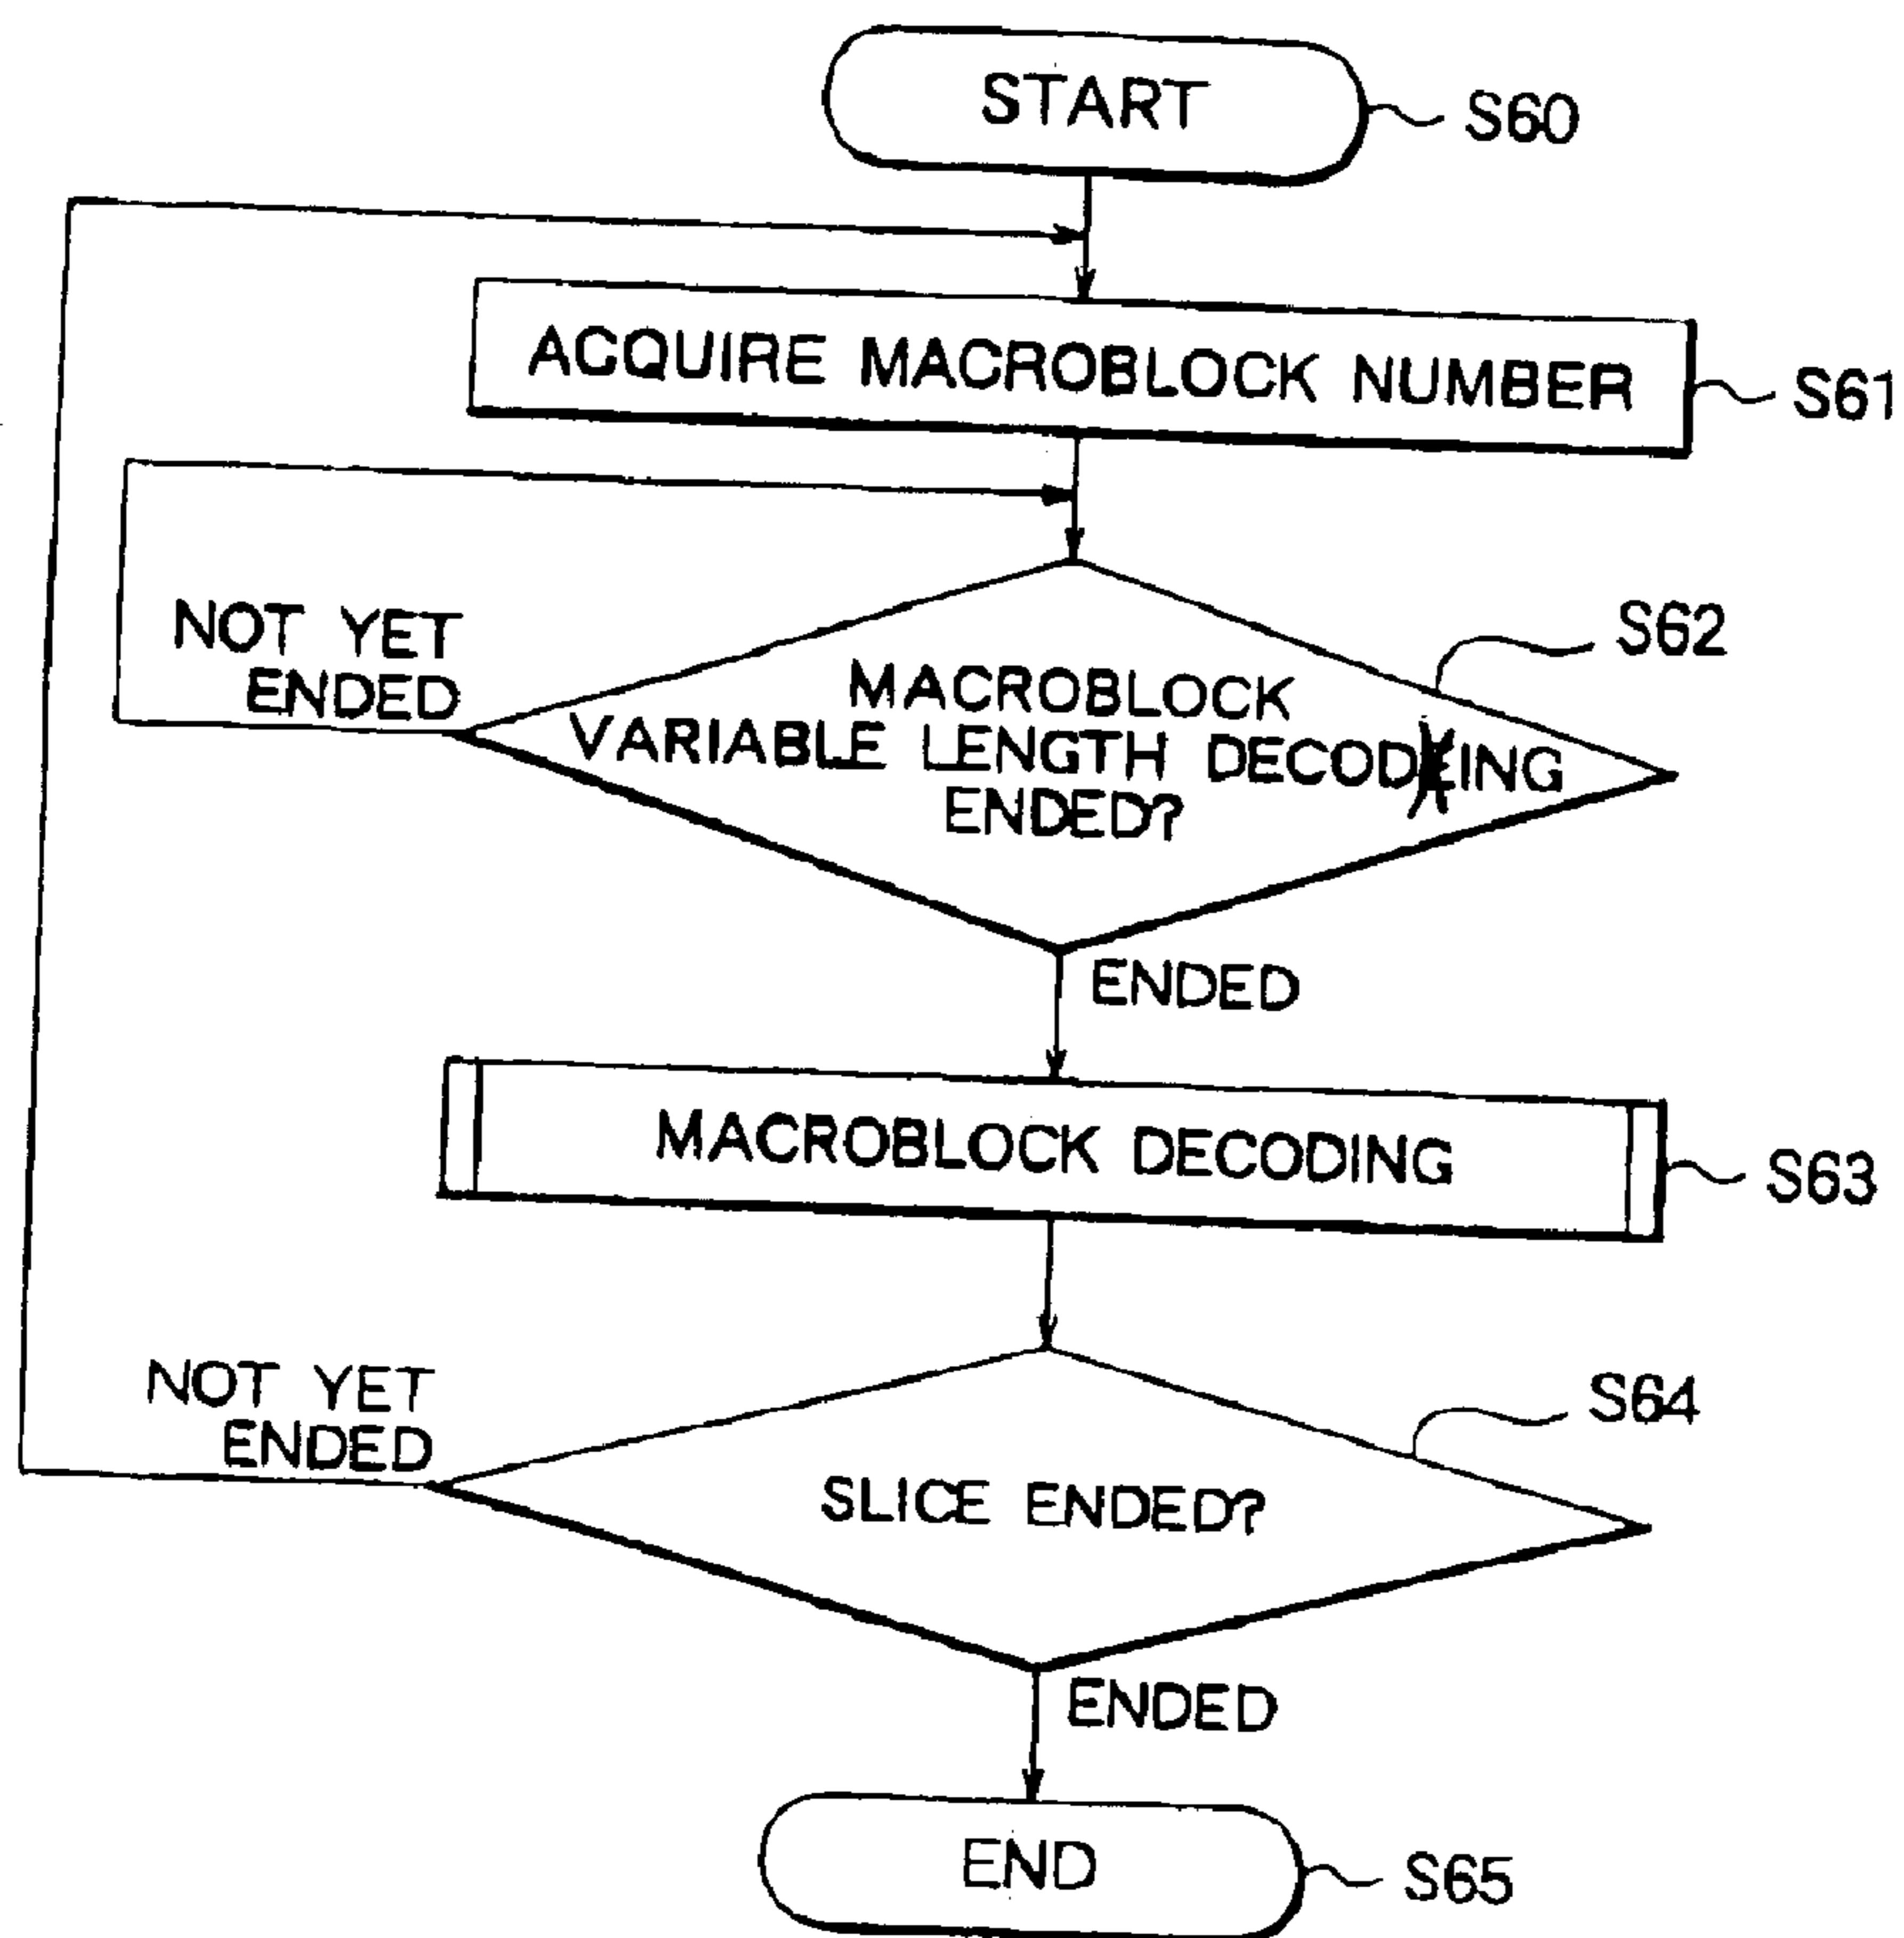 START
S60
ACQUIRE MACROBLOCK NUMBER
S61
NOT YET
ENDED
S62
MACROBLOCK
VARIABLE LENGTH DECODING
ENDED?
ENDED
MACROBLOCK DECODING
S63
NOT YET
ENDED
S64
SLICE ENDED?
ENDED
END
S65